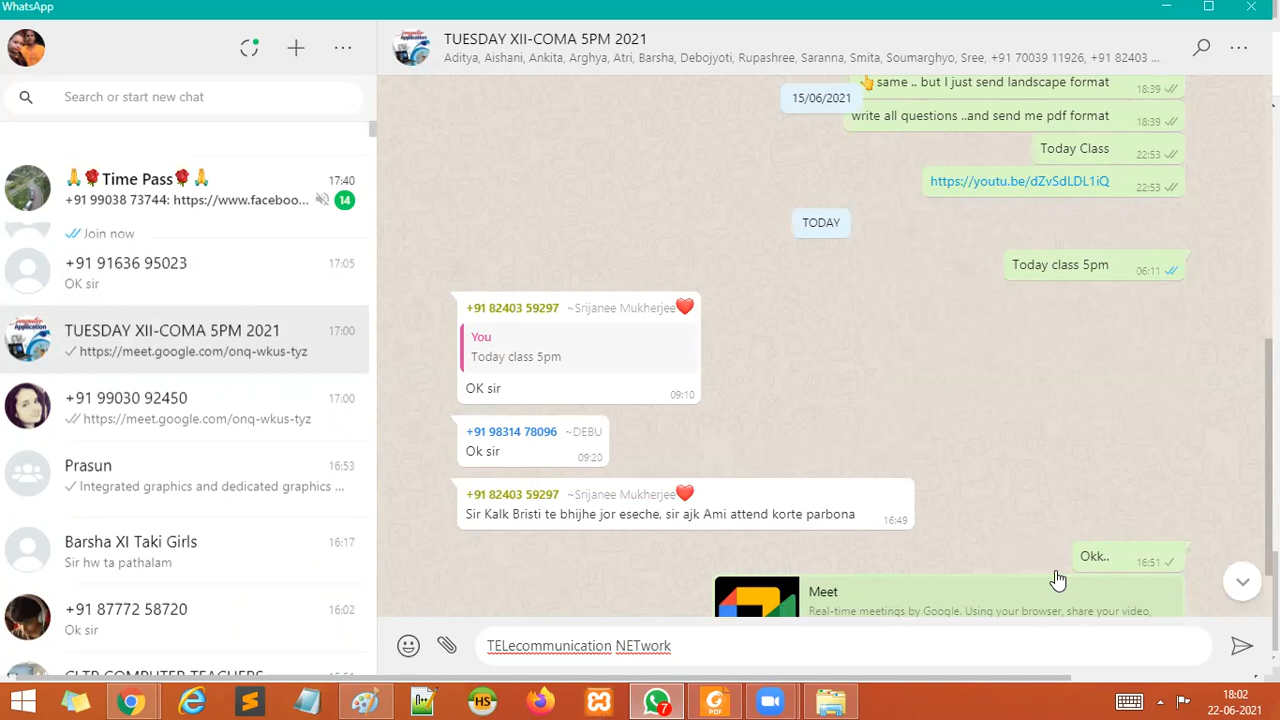 WhatsApp
Search or start new chat
🙏🌹Time Pass🌹🙏 17:40
+91 99038 73744: https://www.faceboo... 14
Join now
+91 91636 95023 17:05
OK sir
TUESDAY XII-COMA 5PM 2021 17:00
https://meet.google.com/onq-wkus-tyz
+91 99030 92450 17:00
https://meet.google.com/onq-wkus-tyz
Prasun 16:53
Integrated graphics and dedicated graphics ...
Barsha XI Taki Girls 16:17
Sir hw ta pathalam
+91 87772 58720 16:02
Ok sir
CLTP COMPUTER TEACHERS
TUESDAY XII-COMA 5PM 2021
Aditya, Aishani, Ankita, Arghya, Atri, Barsha, Debojyoti, Rupashree, Saranna, Smita, Soumarghyo, Sree, +91 70039 11926, +91 82403 ...
👆 same .. but I just send landscape format 18:39
15/06/2021
write all questions ..and send me pdf format 18:39
Today Class 22:53
https://youtu.be/dZvSdLDL1iQ 22:53
TODAY
Today class 5pm 06:11
+91 82403 59297 ~Srijanee Mukherjee❤️
You
Today class 5pm
OK sir 09:10
+91 98314 78096 ~DEBU
Ok sir 09:20
+91 82403 59297 ~Srijanee Mukherjee❤️
Sir Kalk Bristi te bhijhe jor eseche, sir ajk Ami attend korte parbona 16:49
Okk.. 16:51
Meet
Real-time meetings by Google. Using your browser, share your video,
TELecommunication NETwork
HS
7
PDF
18:02
22-06-2021